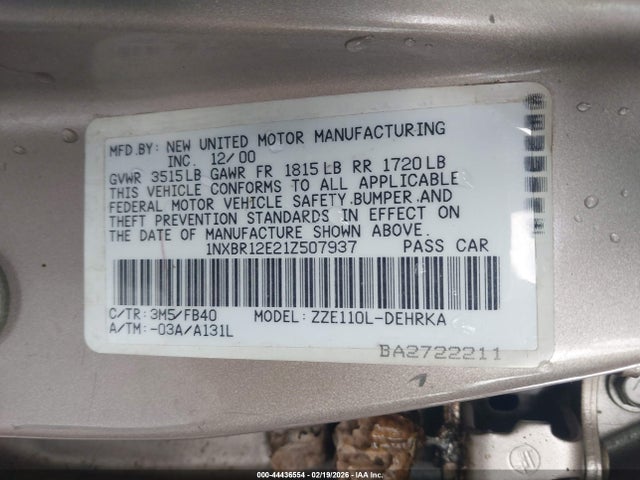 MFD.BY: NEW UNITED MOTOR MANUFACTURING
INC. 12/00
GVWR 3515LB GAWR FR 1815LB RR 1720LB
THIS VEHICLE CONFORMS TO ALL APPLICABLE
FEDERAL MOTOR VEHICLE SAFETY,BUMPER,AND
THEFT PREVENTION STANDARDS IN EFFECT ON
THE DATE OF MANUFACTURE SHOWN ABOVE.
1NXBR12E21Z507937 PASS CAR
C/TR: 3M5/FB40 MODEL: ZZE110L-DEHRKA
A/TM: -03A/A131L
BA2722211
000-44436554 - 02/19/2026 - IAA Inc.